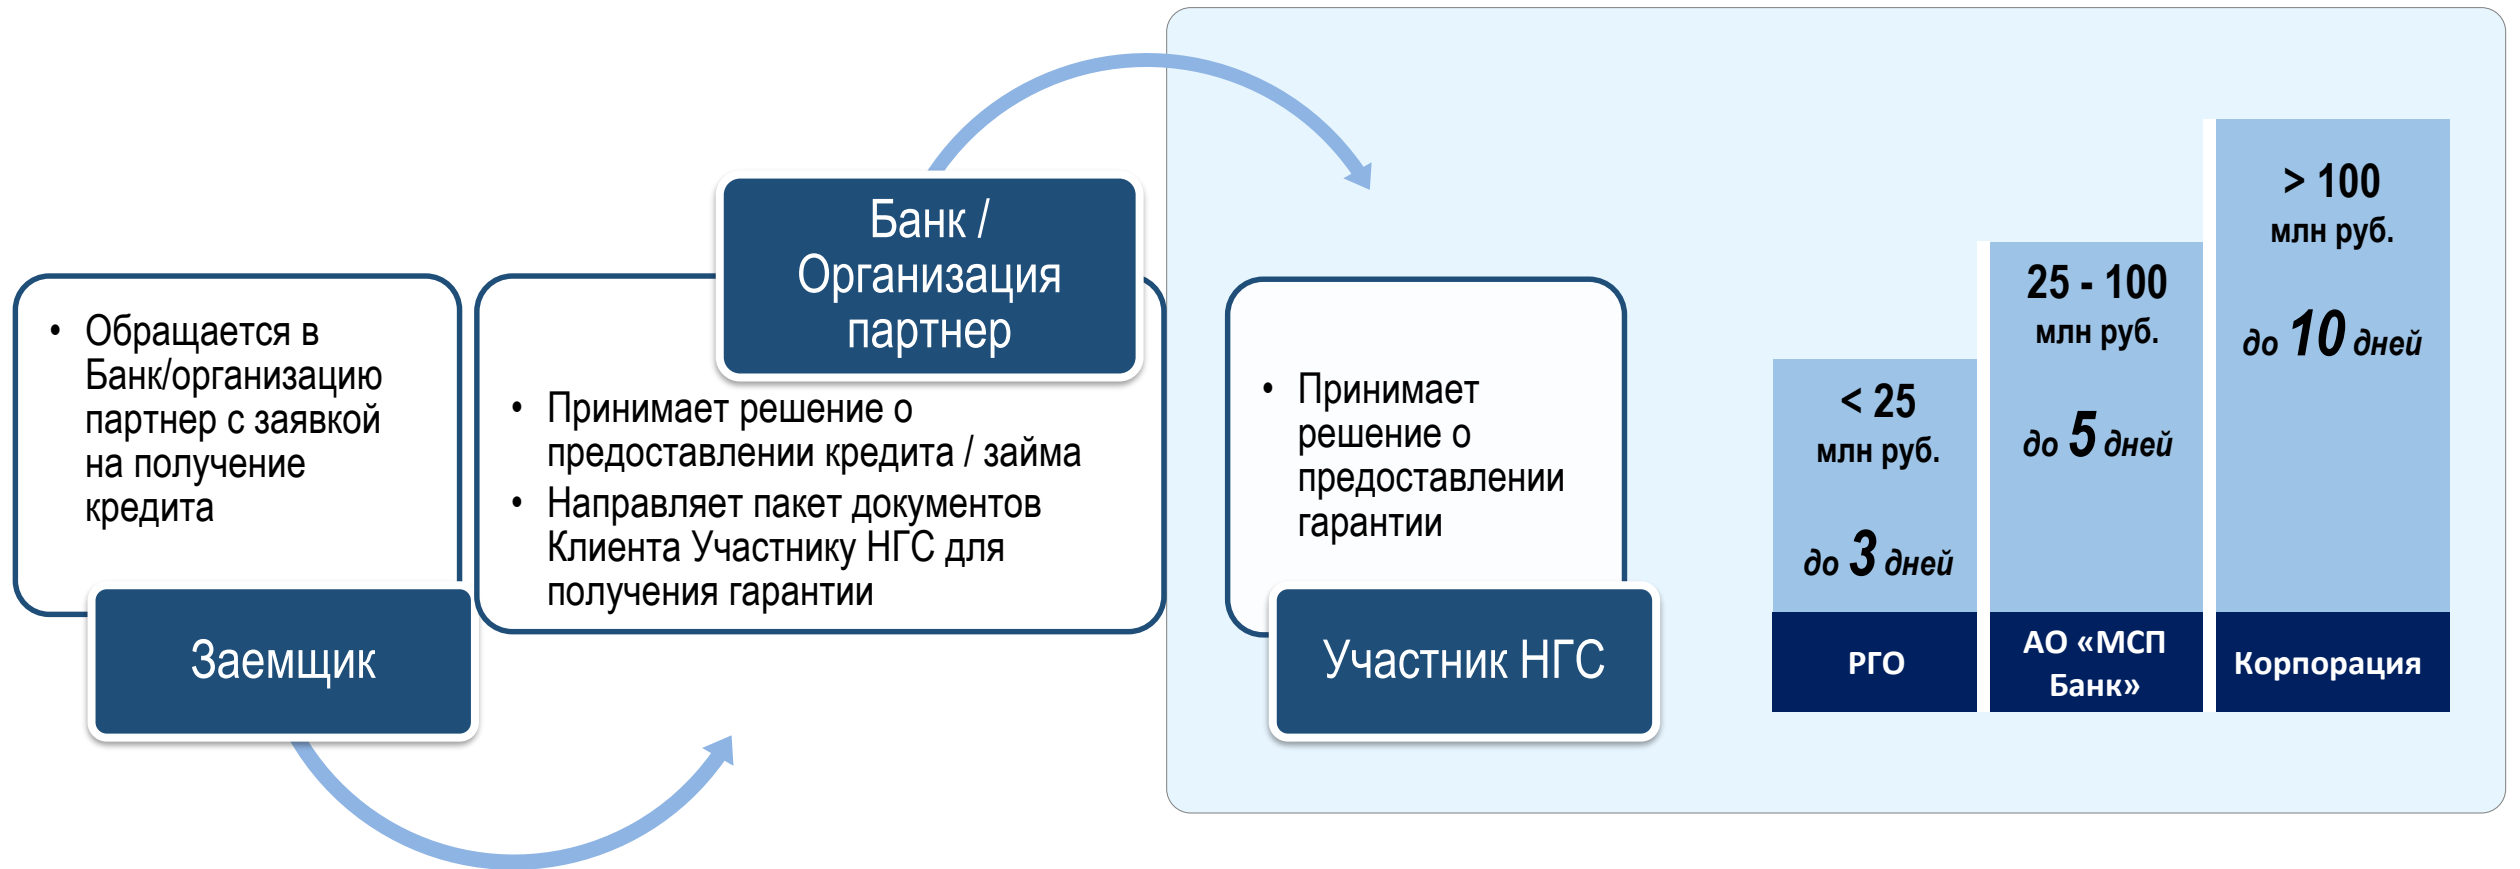 Обращается в
Банк/организацию
партнер с заявкой
на получение
кредита
Заемщик
Банк /
Организация
партнер
Принимает решение о
предоставлении кредита / займа
Направляет пакет документов
Клиента Участнику НГС для
получения гарантии
Принимает
решение о
предоставлении
гарантии
Участник НГС
< 25
млн руб.
до 3 дней
РГО
25 - 100
млн руб.
до 5 дней
АО «МСП
Банк»
> 100
млн руб.
до 10 дней
Корпорация